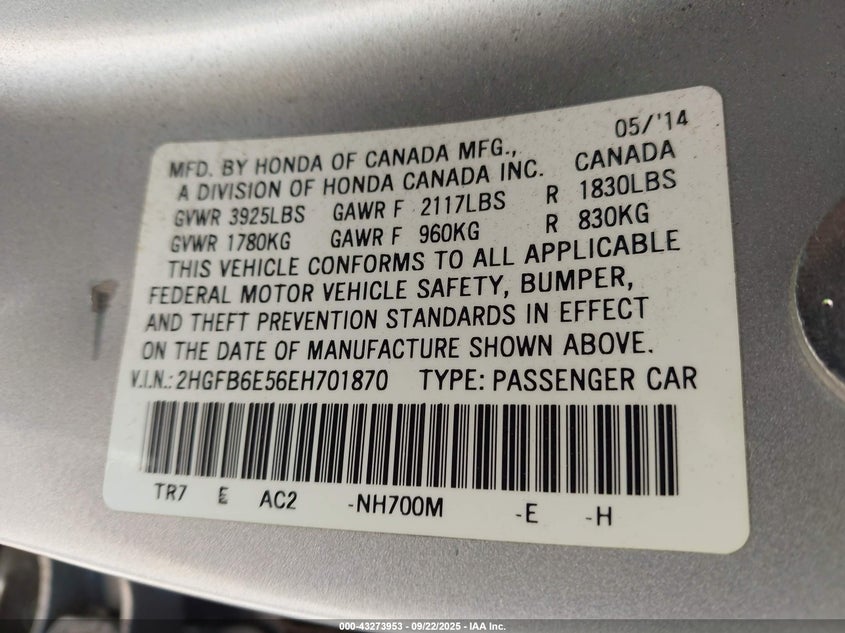 05/'14
MFD. BY HONDA OF CANADA MFG.,
A DIVISION OF HONDA CANADA INC. CANADA
GVWR 3925LBS GAWR F 2117LBS R 1830LBS
GVWR 1780KG GAWR F 960KG R 830KG
THIS VEHICLE CONFORMS TO ALL APPLICABLE
FEDERAL MOTOR VEHICLE SAFETY, BUMPER,
AND THEFT PREVENTION STANDARDS IN EFFECT
ON THE DATE OF MANUFACTURE SHOWN ABOVE.
V.I.N.: 2HGFB6E56EH701870 TYPE: PASSENGER CAR
TR7 E AC2 -NH700M -E -H
000-43273953 - 09/22/2025 - IAA Inc.